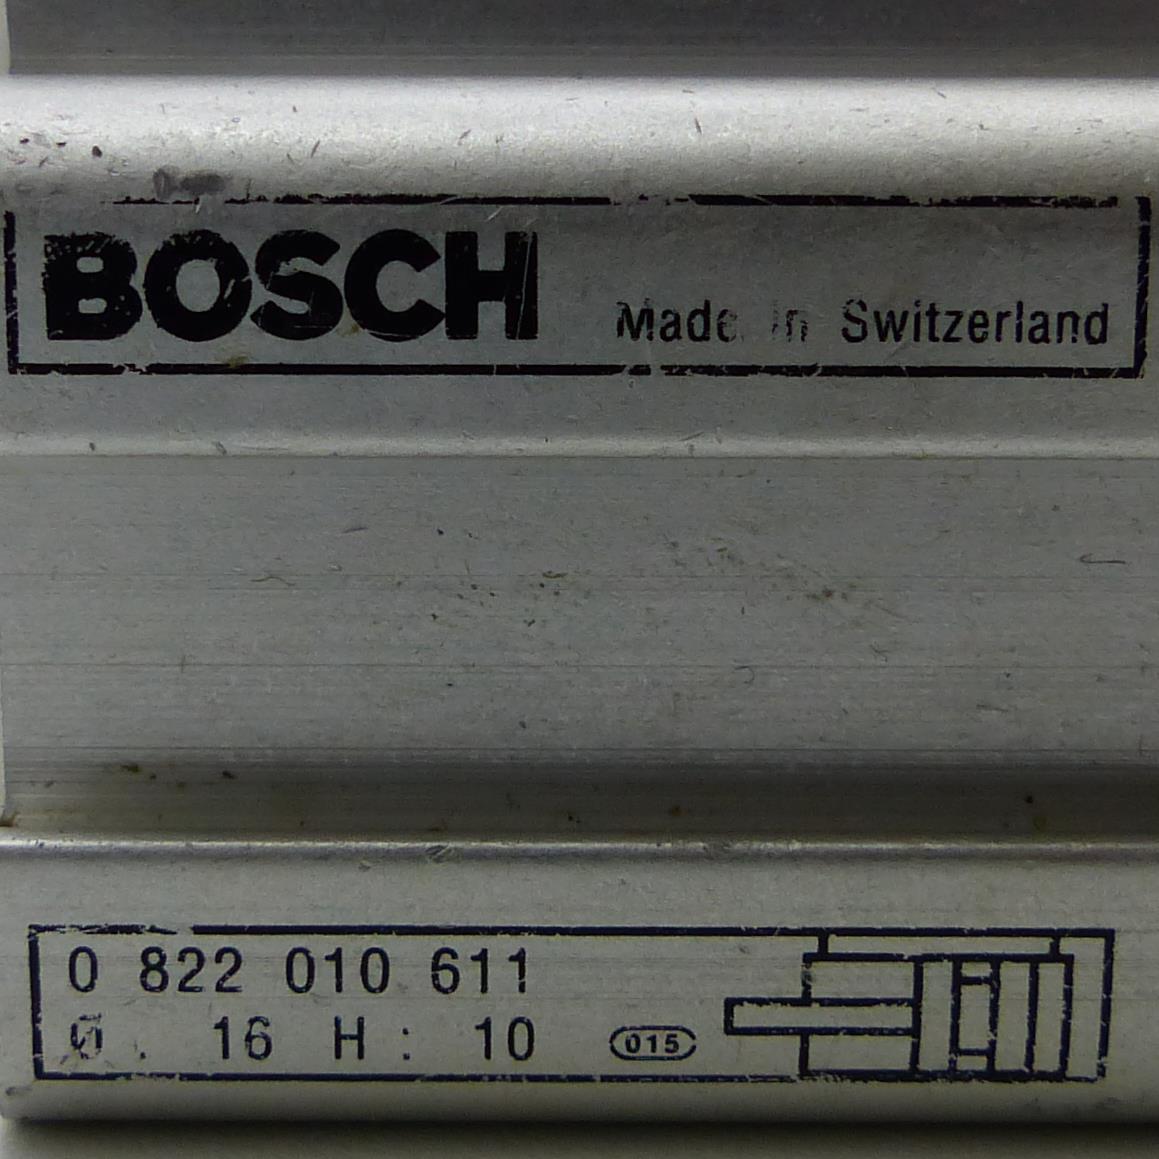 BOSCH Made in Switzerland
0 822 010 611
Ø : 16 H : 10 015